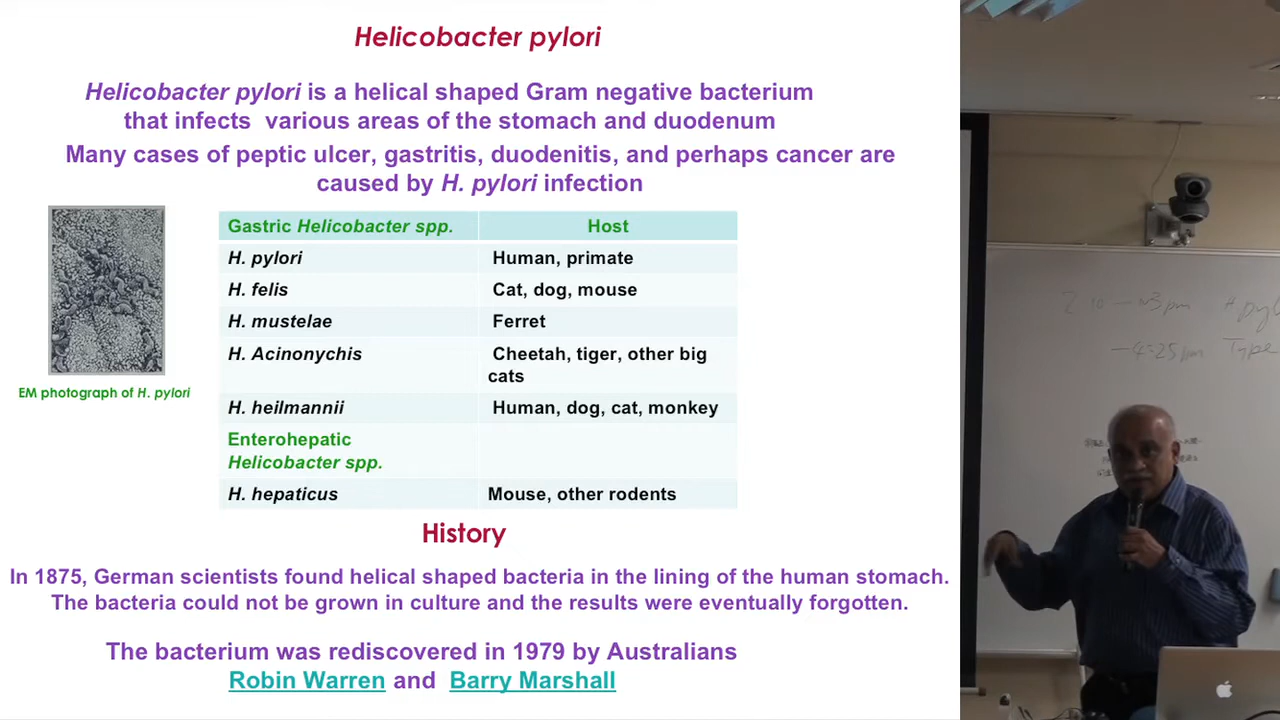 Helicobacter pylori
Helicobacter pylori is a helical shaped Gram negative bacterium
that infects various areas of the stomach and duodenum
Many cases of peptic ulcer, gastritis, duodenitis, and perhaps cancer are
caused by H. pylori infection
EM photograph of H. pylori
Gastric Helicobacter spp. Host
H. pylori Human, primate
H. felis Cat, dog, mouse
H. mustelae Ferret
H. Acinonychis Cheetah, tiger, other big
cats
H. heilmannii Human, dog, cat, monkey
Enterohepatic
Helicobacter spp.
H. hepaticus Mouse, other rodents
History
In 1875, German scientists found helical shaped bacteria in the lining of the human stomach.
The bacteria could not be grown in culture and the results were eventually forgotten.
The bacterium was rediscovered in 1979 by Australians
Robin Warren and Barry Marshall
Type